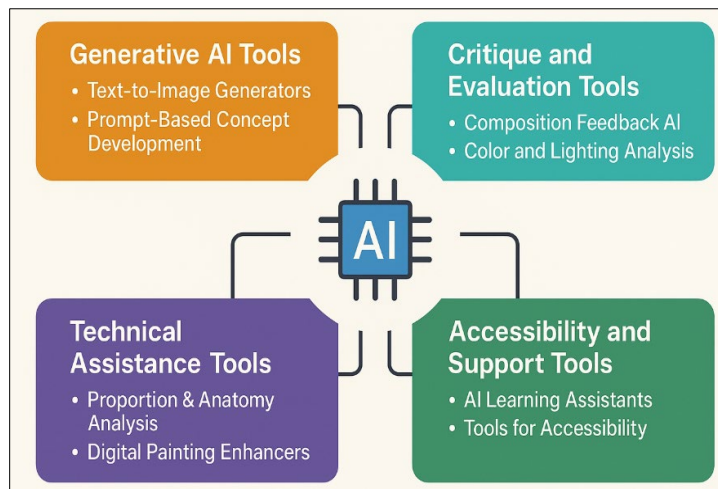 Generative AI Tools
• Text-to-Image Generators
• Prompt-Based Concept
Development
Critique and
Evaluation Tools
• Composition Feedback AI
• Color and Lighting Analysis
AI
Technical
Assistance Tools
• Proportion & Anatomy
Analysis
• Digital Painting Enhancers
Accessibility and
Support Tools
• AI Learning Assistants
• Tools for Accessibility